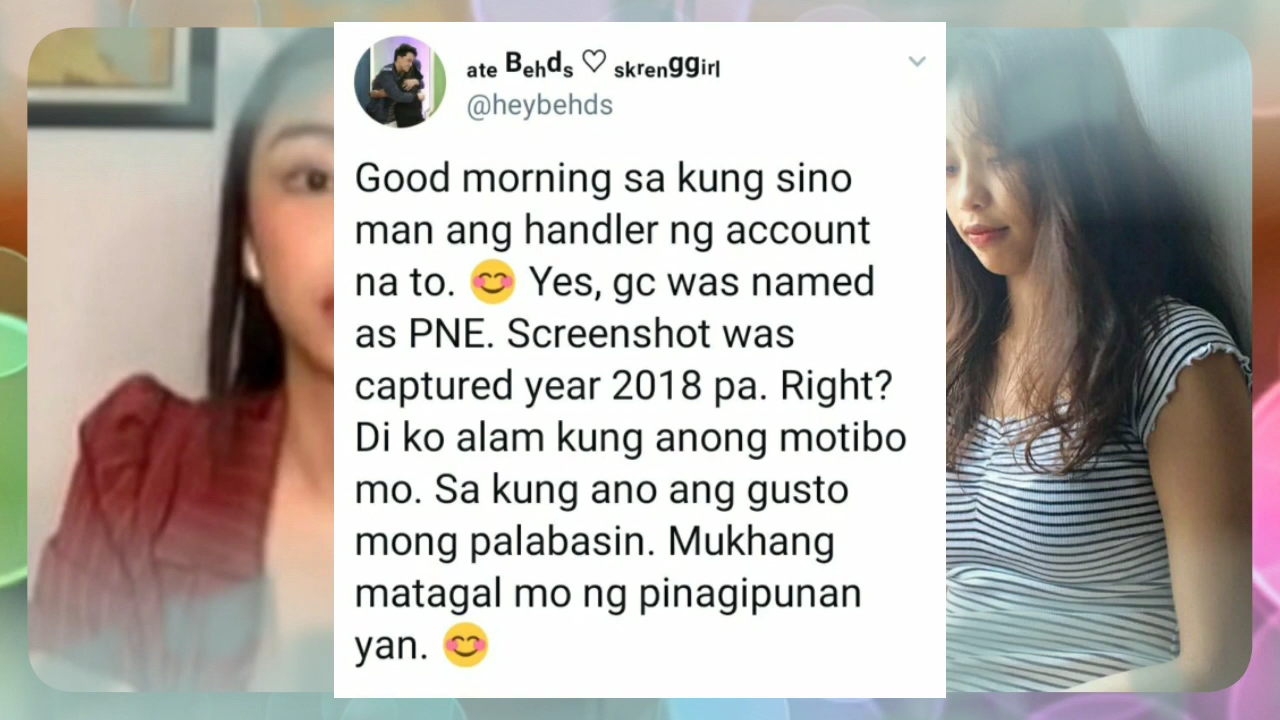 ate Behds ♡ skrenggirl
@heybehds
Good morning sa kung sino
man ang handler ng account
na to. 😊 Yes, gc was named
as PNE. Screenshot was
captured year 2018 pa. Right?
Di ko alam kung anong motibo
mo. Sa kung ano ang gusto
mong palabasin. Mukhang
matagal mo ng pinagipunan
yan. 😊